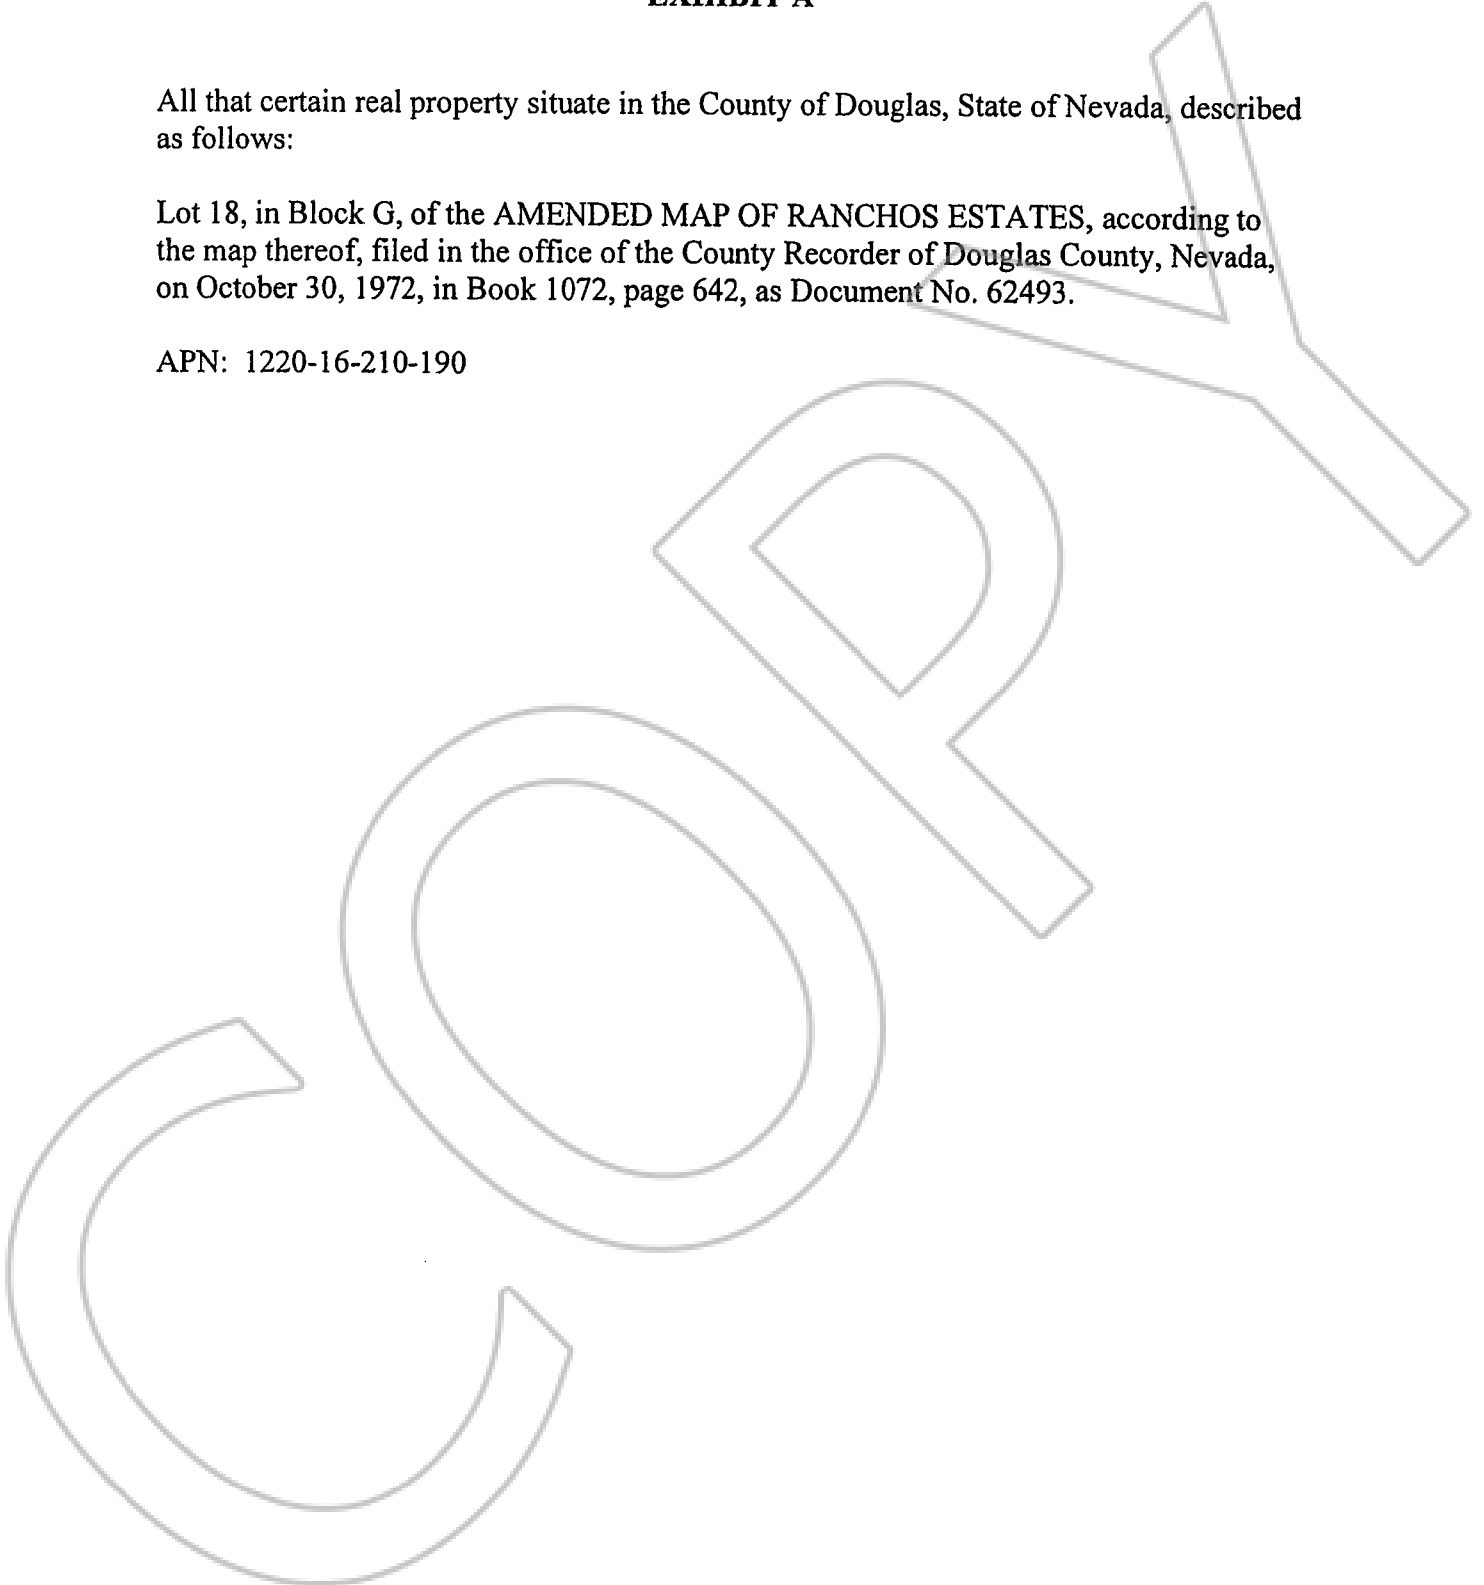 EXHIBIT A
All that certain real property situate in the County of Douglas, State of Nevada, described
as follows:
Lot 18, in Block G, of the AMENDED MAP OF RANCHOS ESTATES, according to
the map thereof, filed in the office of the County Recorder of Douglas County, Nevada,
on October 30, 1972, in Book 1072, page 642, as Document No. 62493.
APN: 1220-16-210-190
COPY